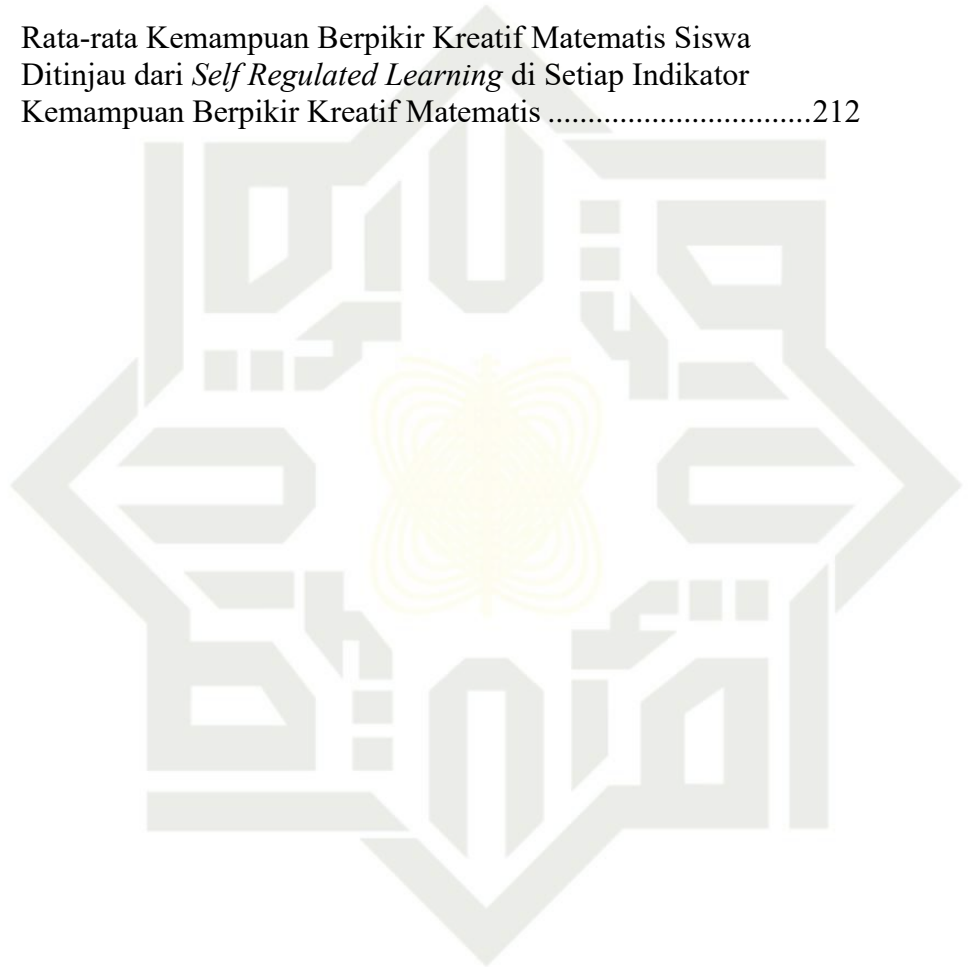 Rata-rata Kemampuan Berpikir Kreatif Matematis Siswa
Ditinjau dari Self Regulated Learning di Setiap Indikator
Kemampuan Berpikir Kreatif Matematis ..............................212